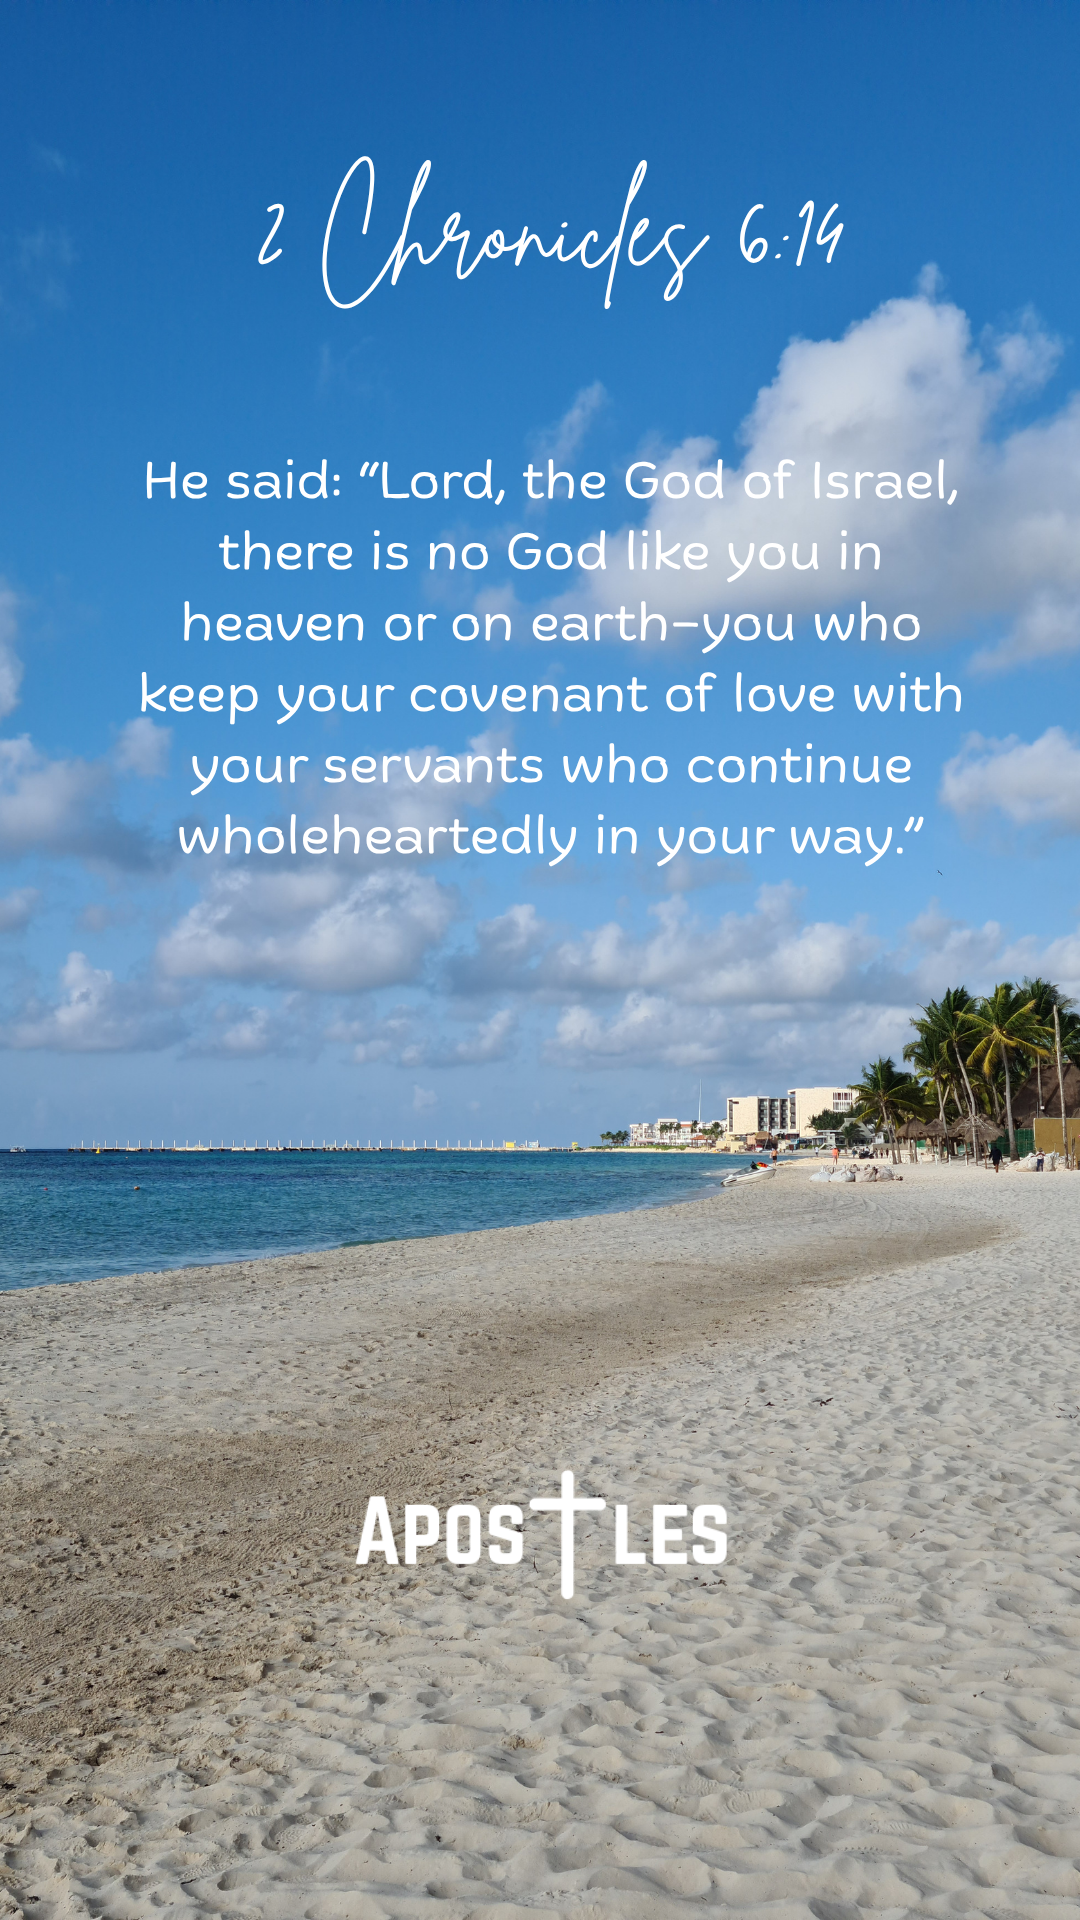 2 Chronicles 6:14
He said: “Lord, the God of Israel,
there is no God like you in
heaven or on earth–you who
keep your covenant of love with
your servants who continue
wholeheartedly in your way.”
APOSTLES